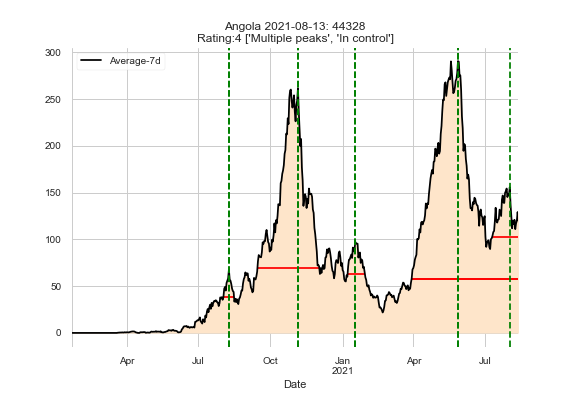 Angola 2021-08-13: 44328
Rating:4 ['Multiple peaks', 'In control']
Average-7d
300
250
200
150
100
50
0
Apr
Jul
Oct
Jan
2021
Apr
Jul
Date